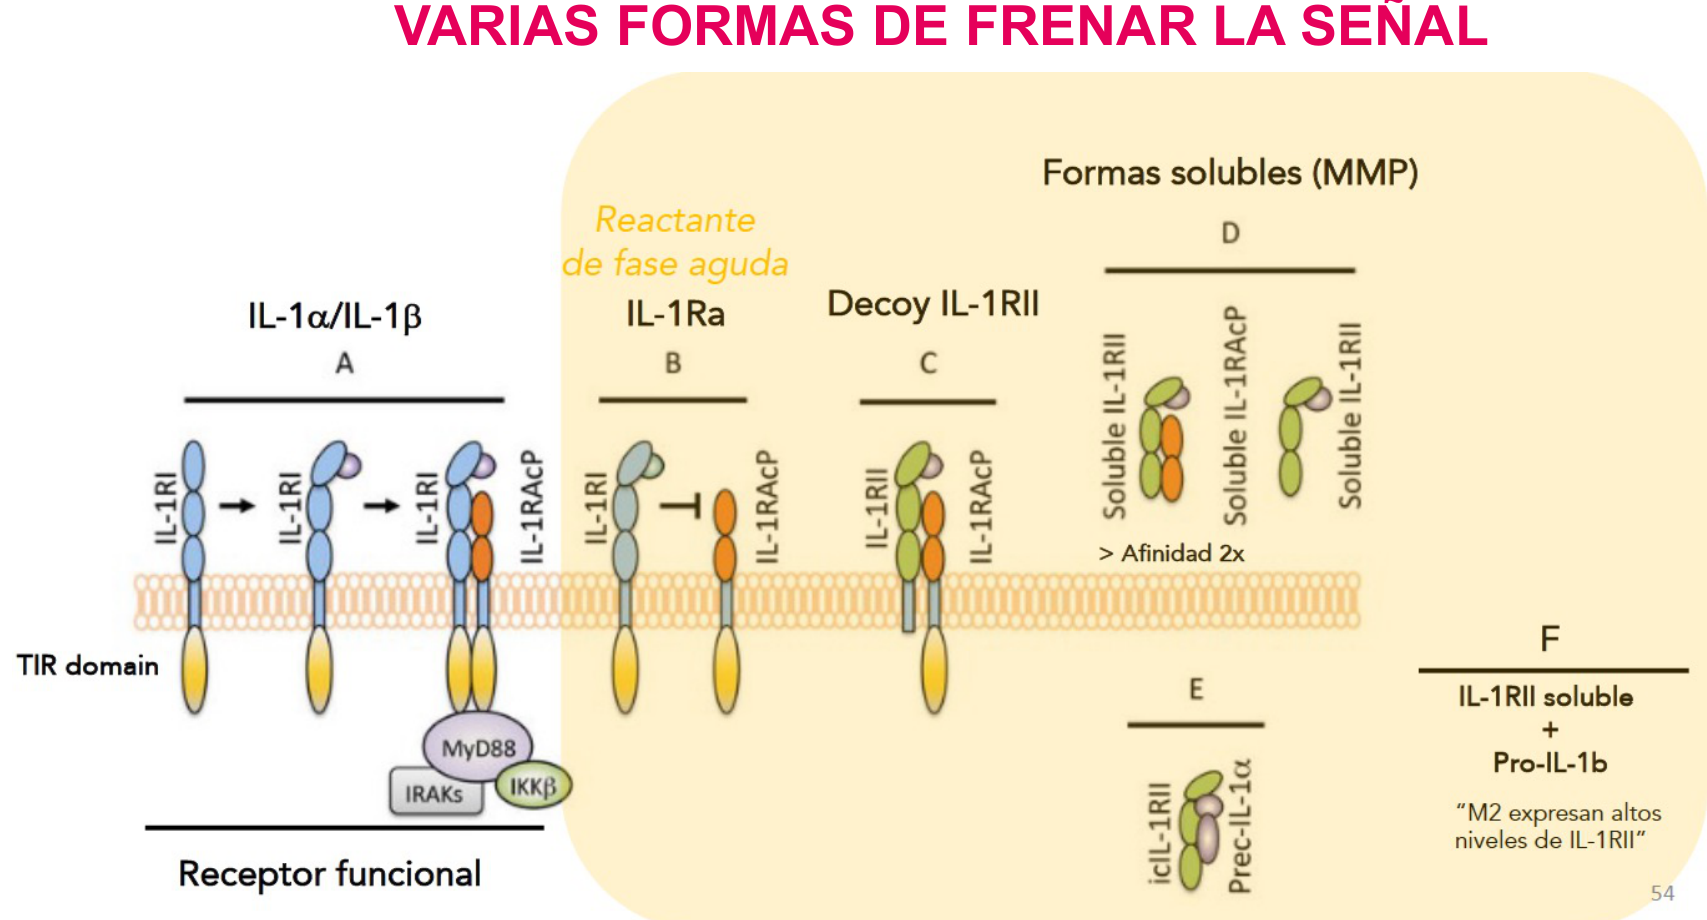 VARIAS FORMAS DE FRENAR LA SEÑAL
Formas solubles (MMP)
D
Reactante
de fase aguda
IL-1α/IL-1β
IL-1Ra
Decoy IL-1RII
A
B
C
IL-1RI
IL-1RI
IL-1RI
IL-1RAcP
IL-1RI
IL-1RAcP
IL-1RII
IL-1RAcP
Soluble IL-1RII
Soluble IL-1RAcP
Soluble IL-1RII
> Afinidad 2x
TIR domain
MyD88
IRAKs
IKKβ
Receptor funcional
E
icIL-1RII
Prec-IL-1α
F
IL-1RII soluble
+
Pro-IL-1b
“M2 expresan altos
niveles de IL-1RII”
54